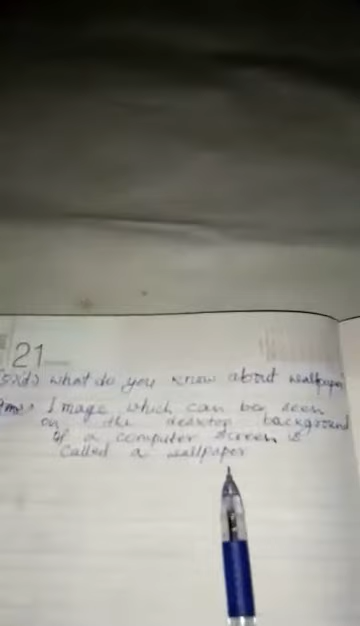 21
what do you know about wallpaper
Ans Image which can be seen
on the desktop background
of a computer screen is
called a wallpaper